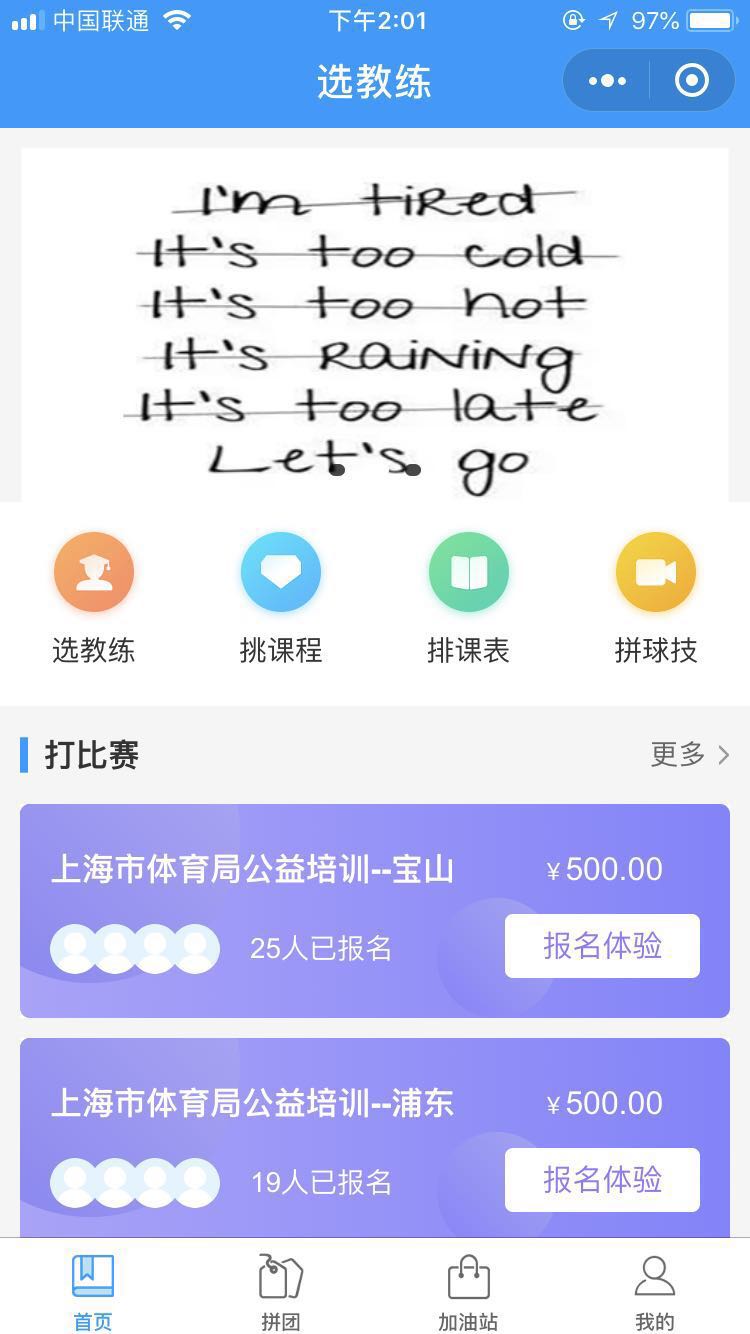 中国联通 下午2:01 97%
选教练
I'm tired
It's too cold
It's too hot
It's RaiNiNg
It's too late
Let's go
选教练 挑课程 排课表 拼球技
打比赛 更多
上海市体育局公益培训--宝山 ¥500.00
25人已报名 报名体验
上海市体育局公益培训--浦东 ¥500.00
19人已报名 报名体验
首页 拼团 加油站 我的